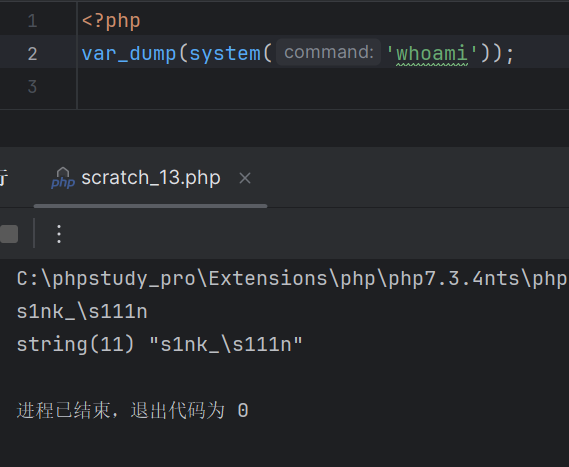 1 <?php
2 var_dump(system( command: 'whoami'));
3
php scratch_13.php ×
C:\phpstudy_pro\Extensions\php\php7.3.4nts\php
s1nk_\s111n
string(11) "s1nk_\s111n"
进程已结束，退出代码为 0